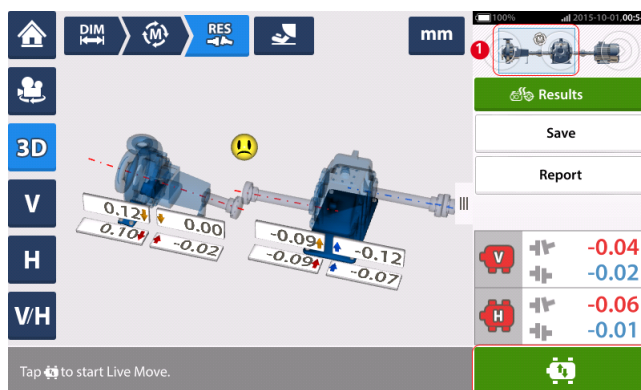 DIM
M
RES
mm
100%
2015-10-01,00:5
1
M
Results
Save
Report
3D
V
H
V/H
0.12
0.00
0.10
-0.02
-0.09
-0.12
-0.09
-0.07
V
-0.04
-0.02
H
-0.06
-0.01
Tap to start Live Move.